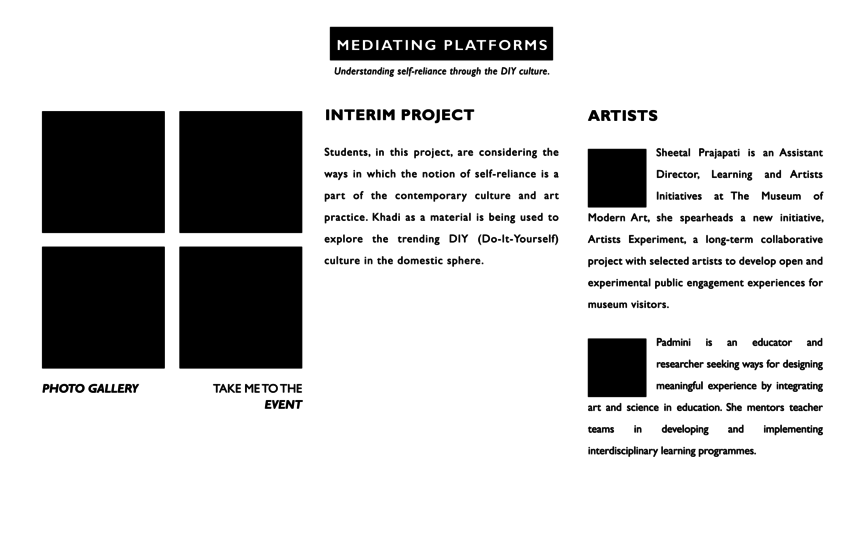 MEDIATING PLATFORMS
Understanding self-reliance through the DIY culture.
PHOTO GALLERY
TAKE ME TO THE
EVENT
INTERIM PROJECT
Students, in this project, are considering the
ways in which the notion of self-reliance is a
part of the contemporary culture and art
practice. Khadi as a material is being used to
explore the trending DIY (Do-It-Yourself)
culture in the domestic sphere.
ARTISTS
Sheetal Prajapati is an Assistant
Director, Learning and Artists
Initiatives at The Museum of
Modern Art, she spearheads a new initiative,
Artists Experiment, a long-term collaborative
project with selected artists to develop open and
experimental public engagement experiences for
museum visitors.
Padmini is an educator and
researcher seeking ways for designing
meaningful experience by integrating
art and science in education. She mentors teacher
teams in developing and implementing
interdisciplinary learning programmes.